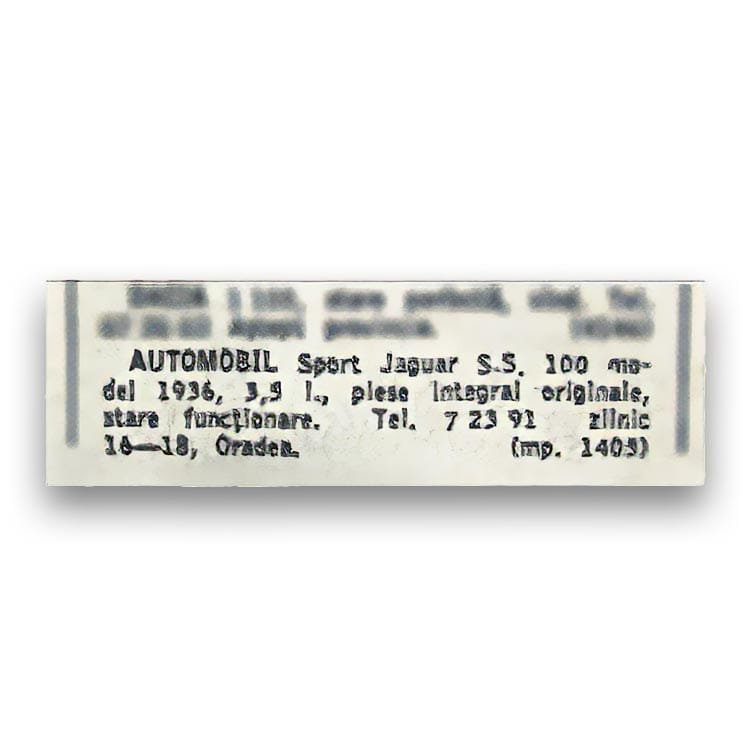 AUTOMOBIL Sport Jaguar S.S. 100 mo-
del 1936, 3,5 l., piese integral originale,
stare funcţionare. Tel. 7 23 91 zilnic
16—18, Oradea. (mp. 1405)